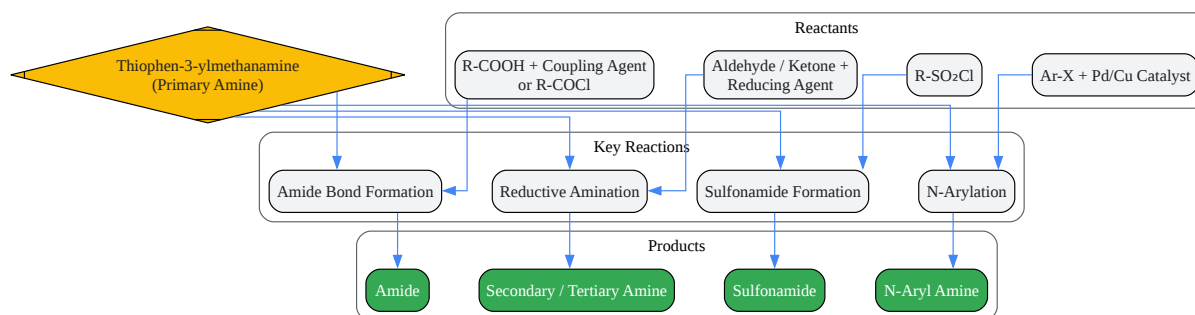 Reactants
Thiophen-3-ylmethanamine
(Primary Amine)
R-COOH + Coupling Agent
or R-COCl
Aldehyde / Ketone +
Reducing Agent
R-SO₂Cl
Ar-X + Pd/Cu Catalyst
Key Reactions
Amide Bond Formation
Reductive Amination
Sulfonamide Formation
N-Arylation
Products
Amide
Secondary / Tertiary Amine
Sulfonamide
N-Aryl Amine